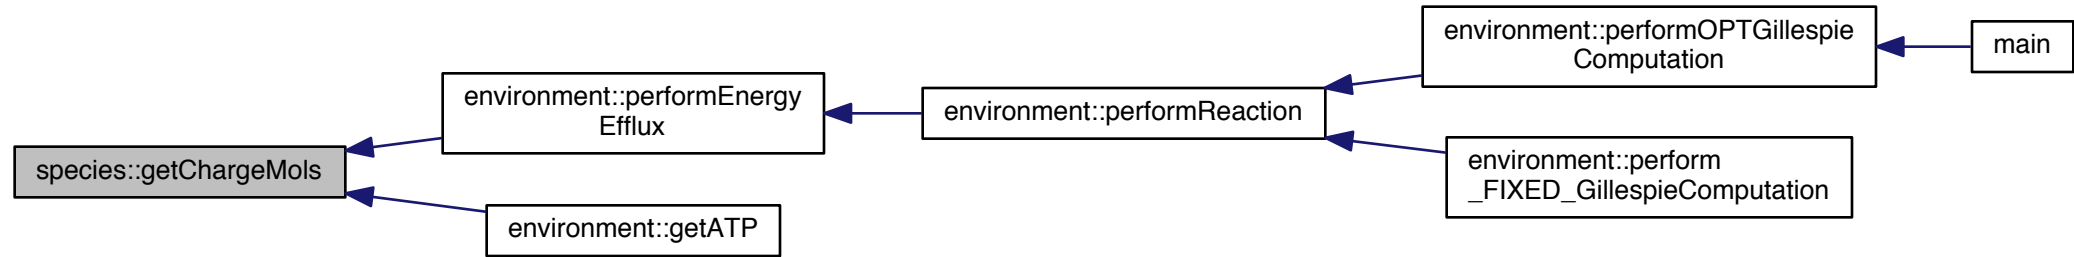 species::getChargeMols
environment::performEnergy
Efflux
environment::getATP
environment::performReaction
environment::performOPTGillespie
Computation
environment::perform
_FIXED_GillespieComputation
main